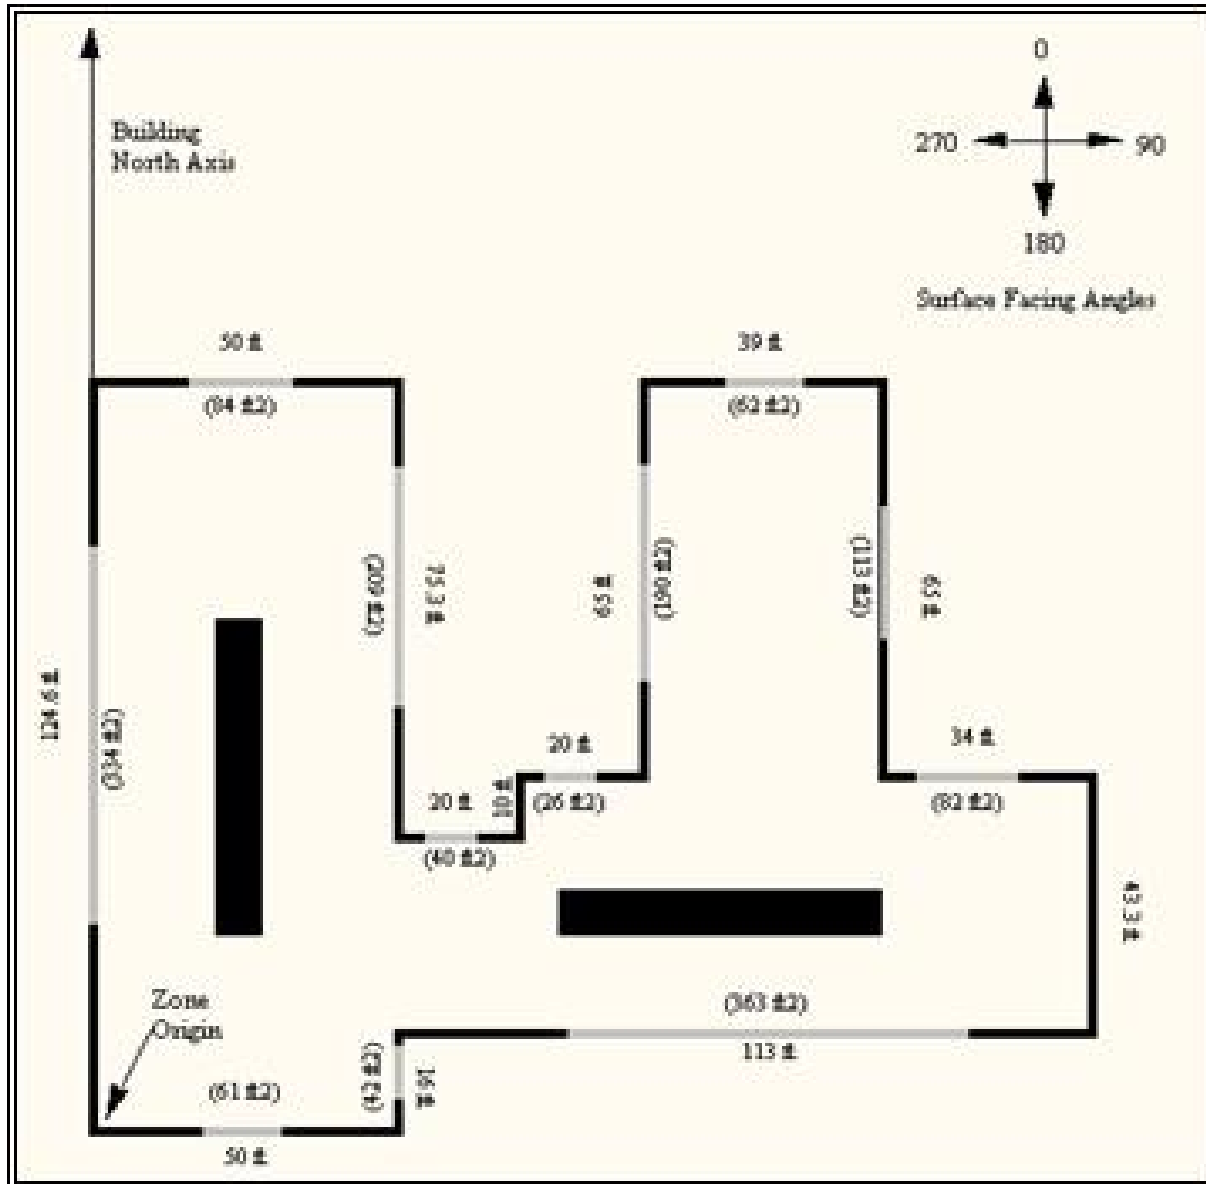 0
Building
North Axis
270
90
180
Surface Facing Angles
50 ft
39 ft
(84 ft2)
(62 ft2)
(209 ft2)
75.3 ft
65 ft
(190 ft2)
(113 ft2)
65 ft
124.6 ft
(334 ft2)
20 ft
34 ft
20 ft
10 ft
(26 ft2)
(82 ft2)
(40 ft2)
43.3 ft
Zone
Origin
(363 ft2)
113 ft
(42 ft2)
16 ft
(61 ft2)
50 ft